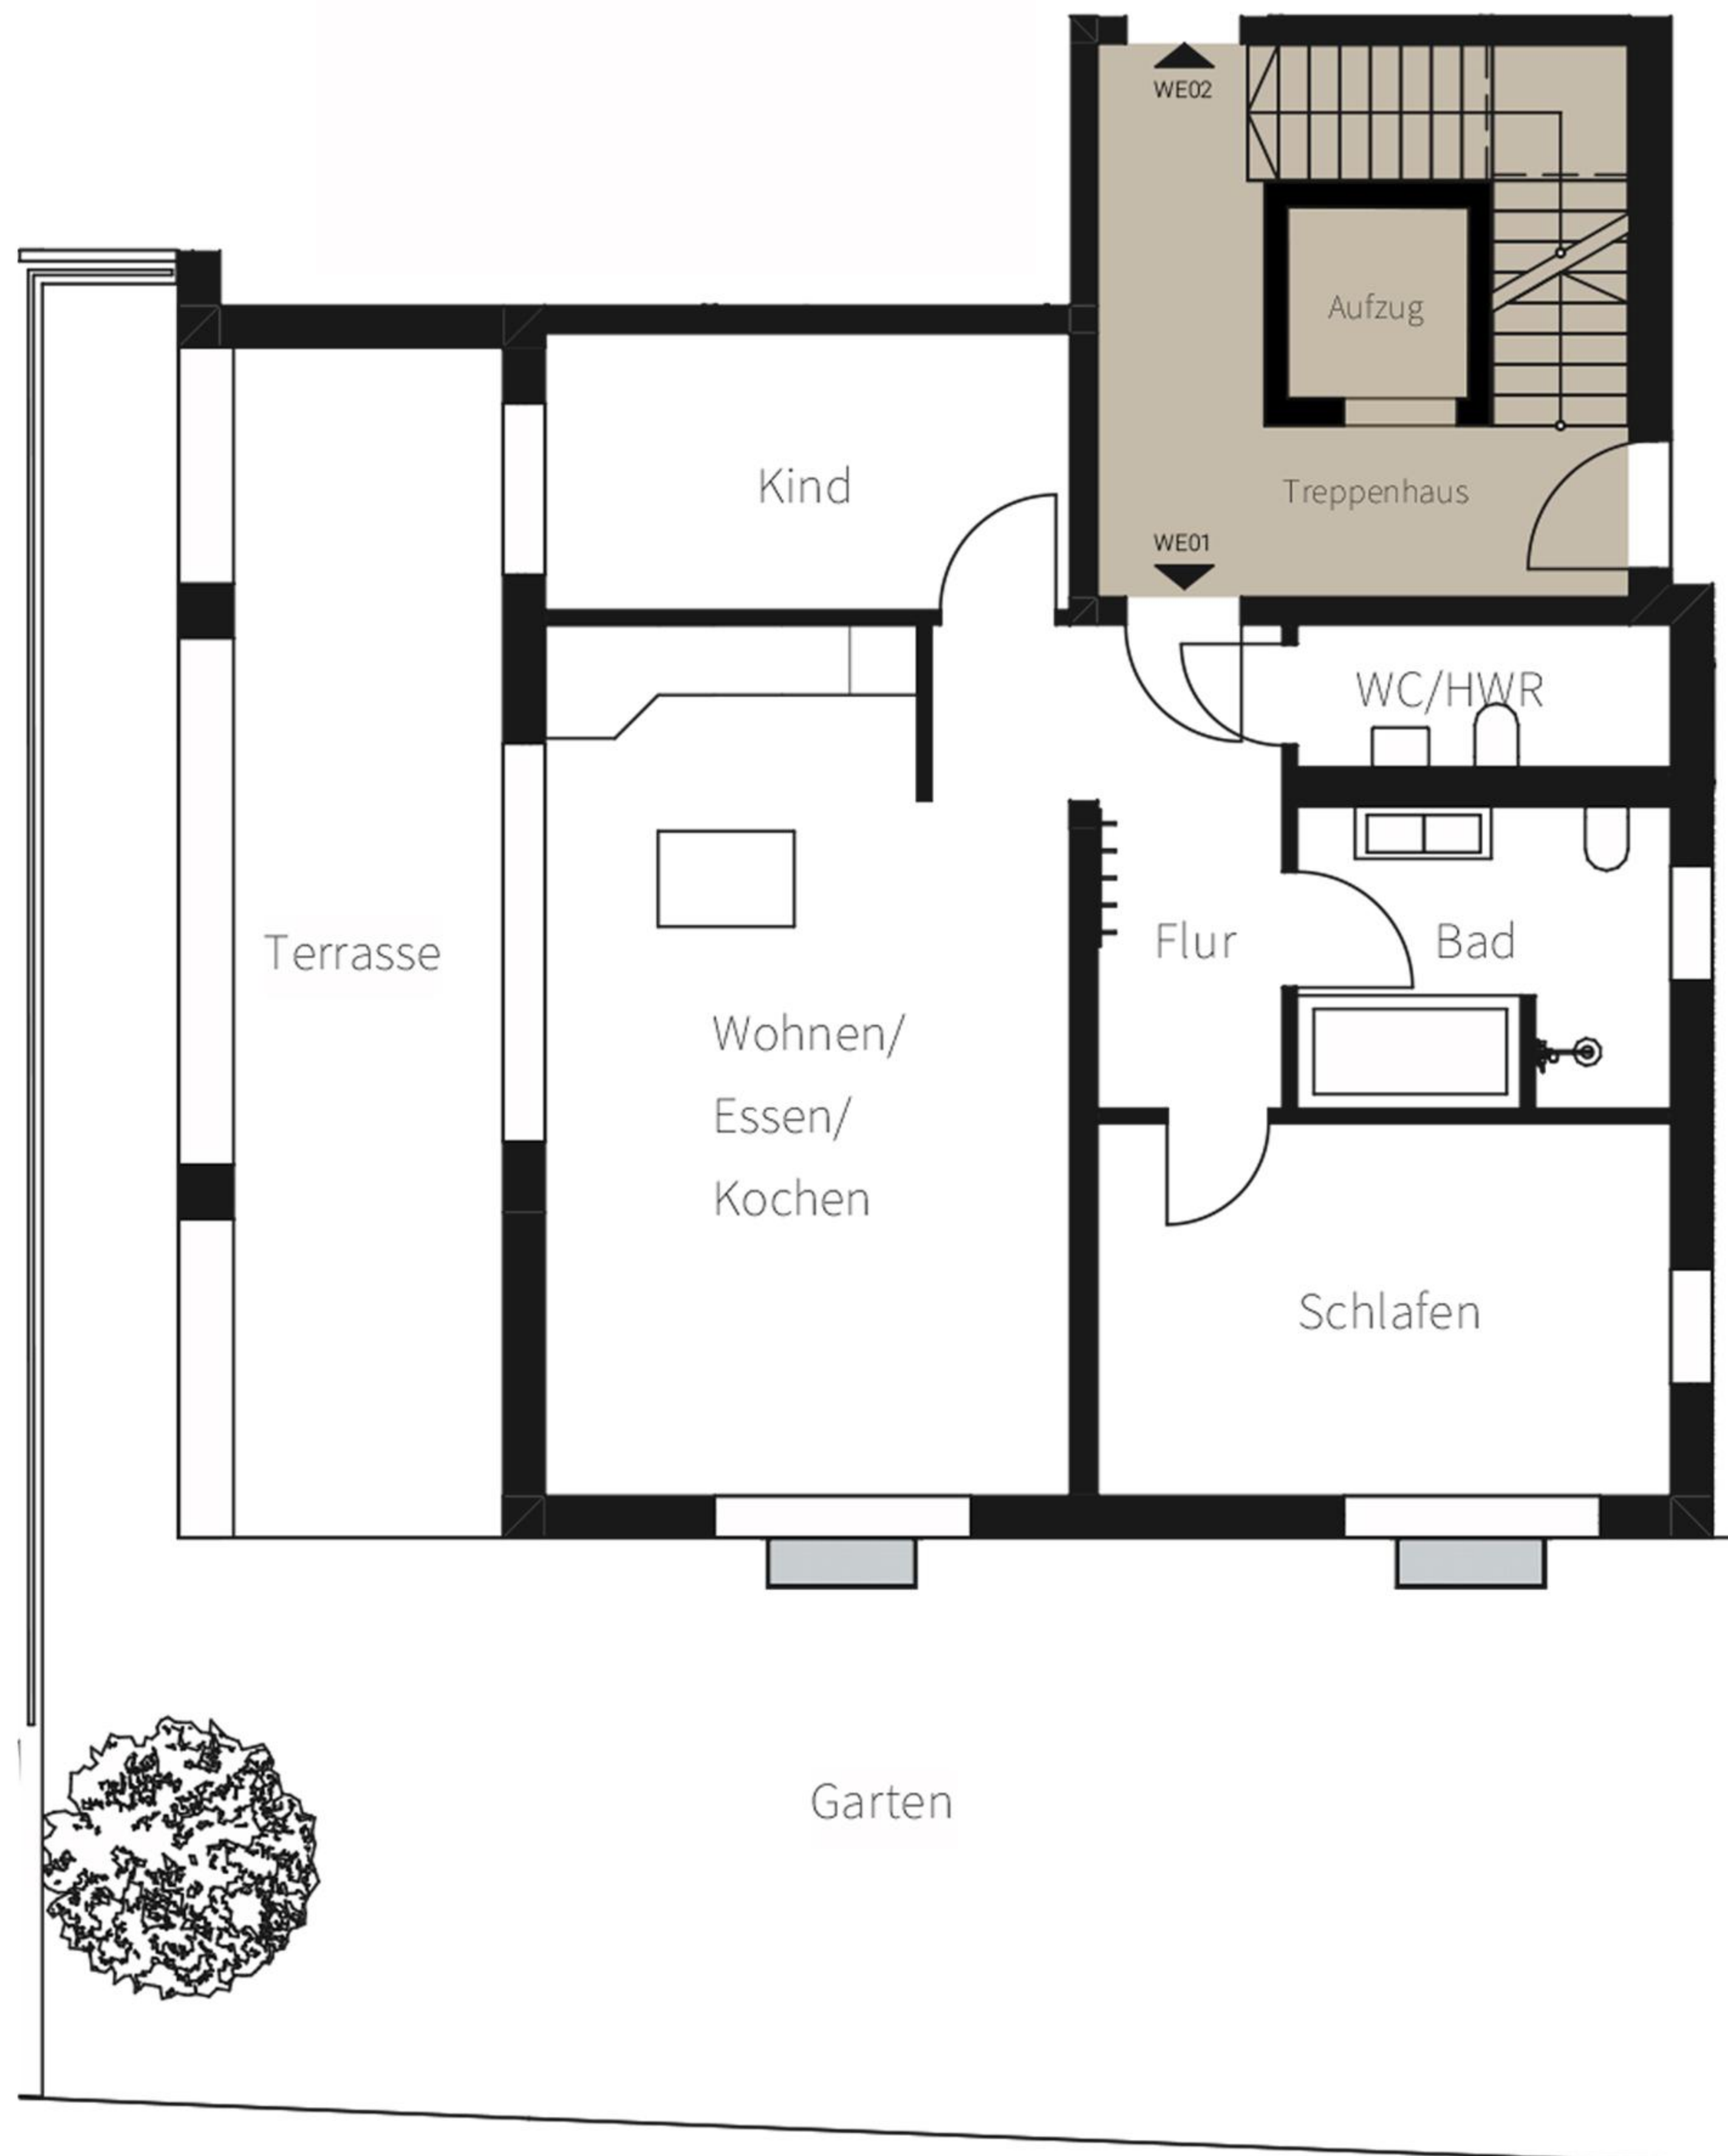 WE02
Aufzug
Kind
Treppenhaus
WE01
WC/HWR
Terrasse
Flur
Bad
Wohnen/
Essen/
Kochen
Schlafen
Garten